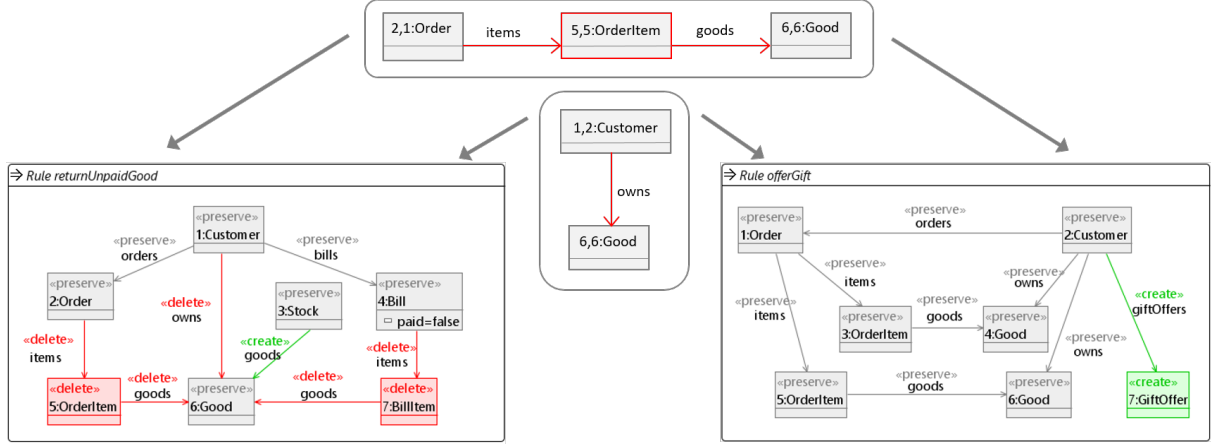 2,1:Order
items
5,5:OrderItem
goods
6,6:Good
1,2:Customer
owns
6,6:Good
Rule returnUnpaidGood
«preserve»
1:Customer
«preserve»
orders
«preserve»
bills
«preserve»
2:Order
«delete»
owns
«preserve»
3:Stock
«preserve»
4:Bill
paid=false
«delete»
items
«create»
goods
«delete»
items
«delete»
5:OrderItem
«delete»
goods
«preserve»
6:Good
«delete»
goods
«delete»
7:BillItem
Rule offerGift
«preserve»
1:Order
«preserve»
orders
«preserve»
2:Customer
«preserve»
items
«preserve»
owns
«create»
giftOffers
«preserve»
items
«preserve»
3:OrderItem
«preserve»
goods
«preserve»
4:Good
«preserve»
owns
«preserve»
5:OrderItem
«preserve»
goods
«preserve»
6:Good
«create»
7:GiftOffer